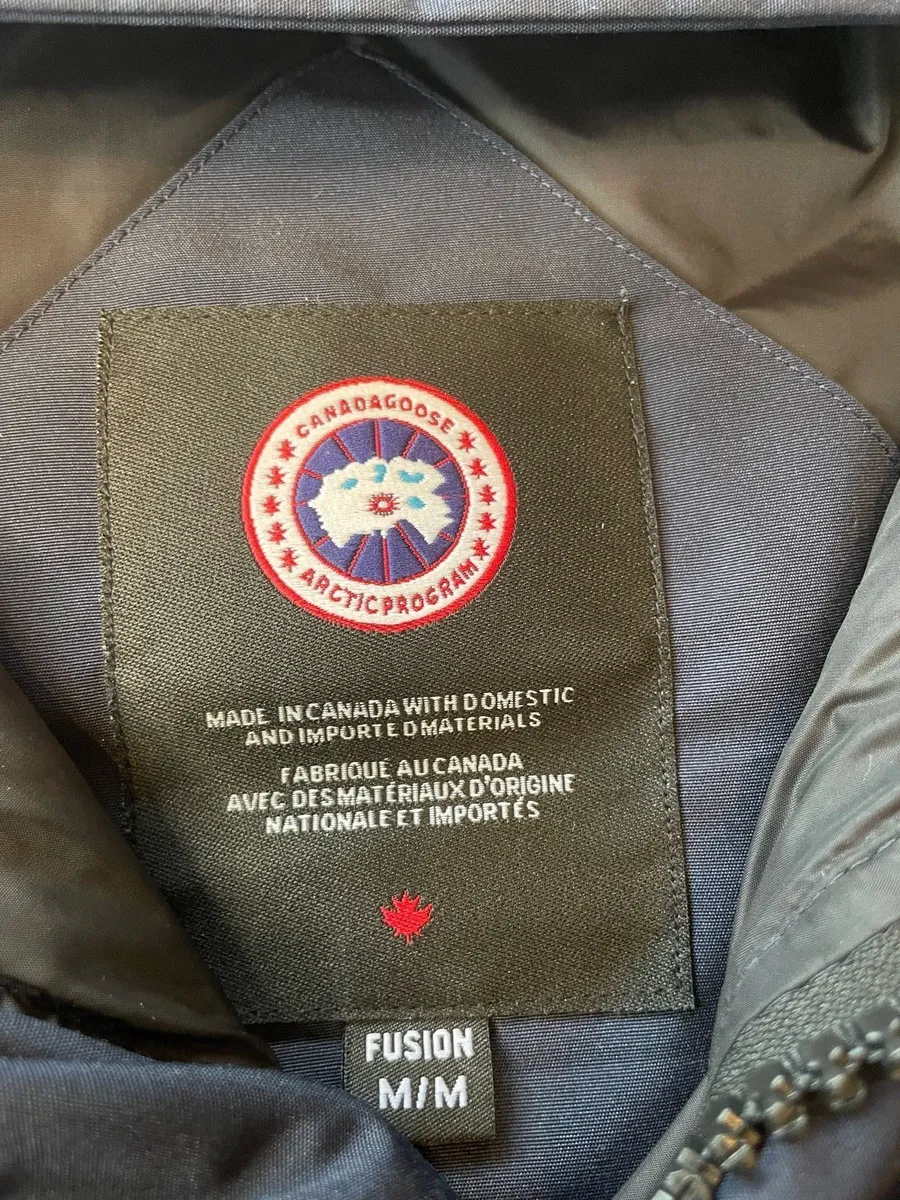 CANADA GOOSE
ARCTIC PROGRAM
MADE IN CANADA WITH DOMESTIC
AND IMPORTED MATERIALS
FABRIQUÉ AU CANADA
AVEC DES MATÉRIAUX D'ORIGINE
NATIONALE ET IMPORTÉS
FUSION
M/M